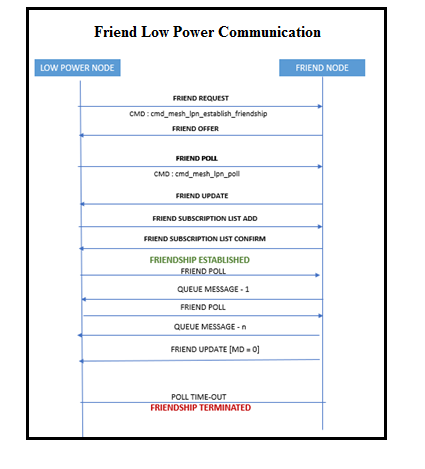 Friend Low Power Communication
LOW POWER NODE
FRIEND NODE
FRIEND REQUEST
CMD : cmd_mesh_lpn_establish_friendship
FRIEND OFFER
FRIEND POLL
CMD : cmd_mesh_lpn_poll
FRIEND UPDATE
FRIEND SUBSCRIPTION LIST ADD
FRIEND SUBSCRIPTION LIST CONFIRM
FRIENDSHIP ESTABLISHED
FRIEND POLL
QUEUE MESSAGE - 1
FRIEND POLL
QUEUE MESSAGE - n
FRIEND UPDATE [MD = 0]
POLL TIME-OUT
FRIENDSHIP TERMINATED